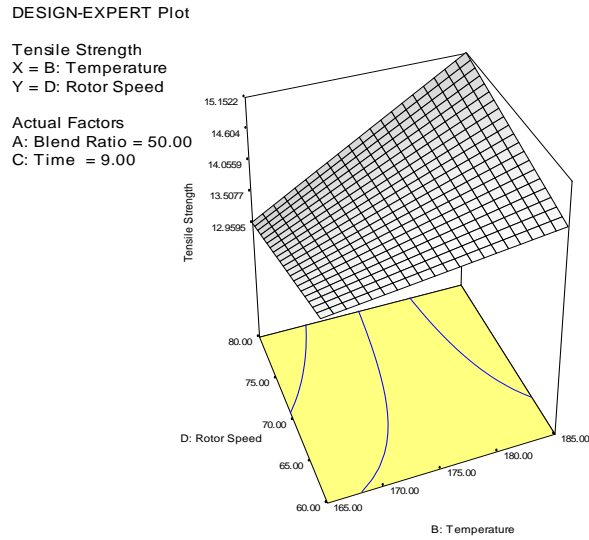 DESIGN-EXPERT Plot
Tensile Strength
X = B: Temperature
Y = D: Rotor Speed
Actual Factors
A: Blend Ratio = 50.00
C: Time = 9.00
15.1522
14.604
14.0559
13.5077
12.9595
Tensile Strength
80.00
75.00
70.00
65.00
60.00
D: Rotor Speed
165.00
170.00
175.00
180.00
185.00
B: Temperature